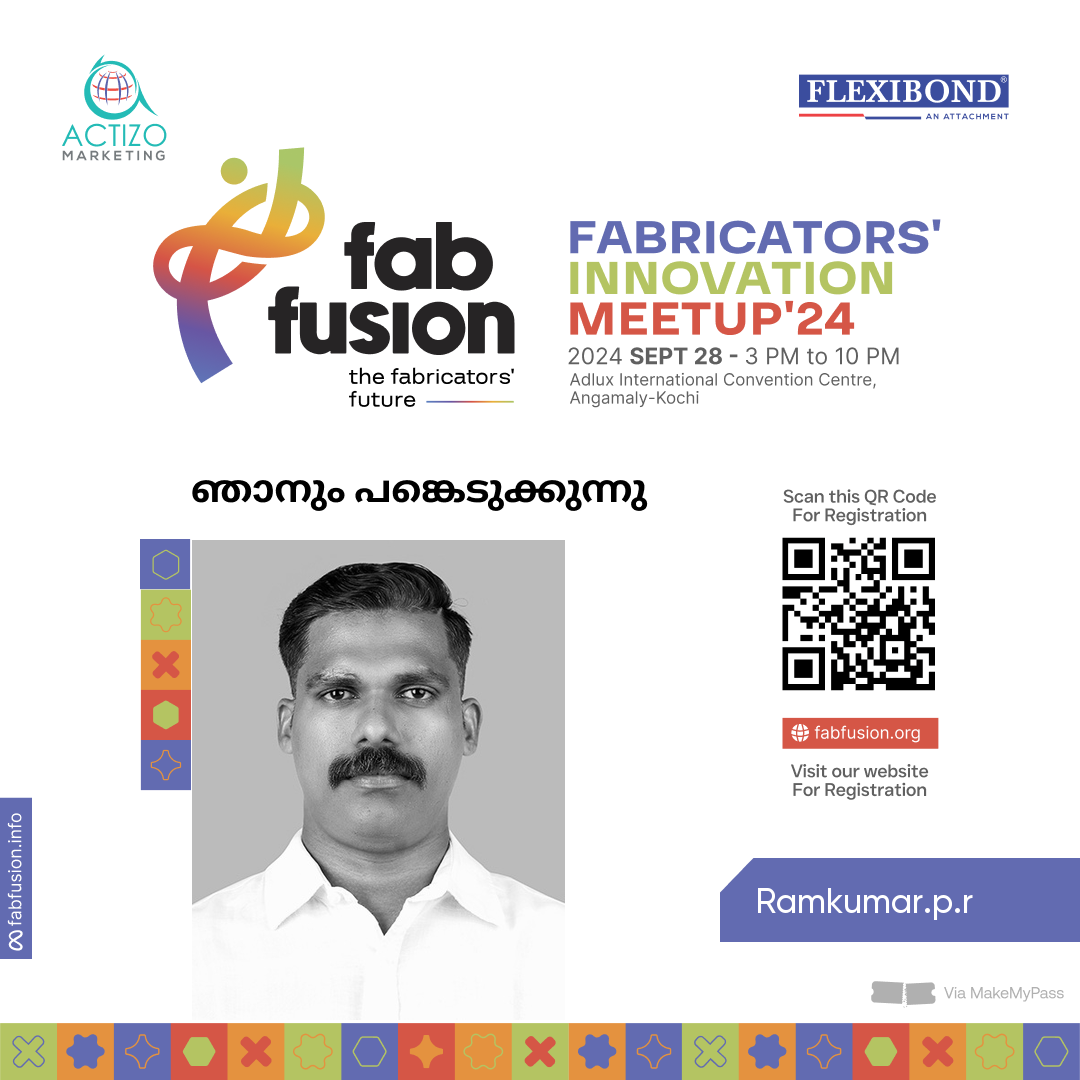 ACTIZO
MARKETING
FLEXIBOND®
AN ATTACHMENT
fab
fusion
the fabricators'
future
FABRICATORS'
INNOVATION
MEETUP'24
2024 SEPT 28 - 3 PM to 10 PM
Adlux International Convention Centre,
Angamaly-Kochi
ഞാനും പങ്കെടുക്കുന്നു
Scan this QR Code
For Registration
fabfusion.org
Visit our website
For Registration
fabfusion.info
Ramkumar.p.r
Via MakeMyPass